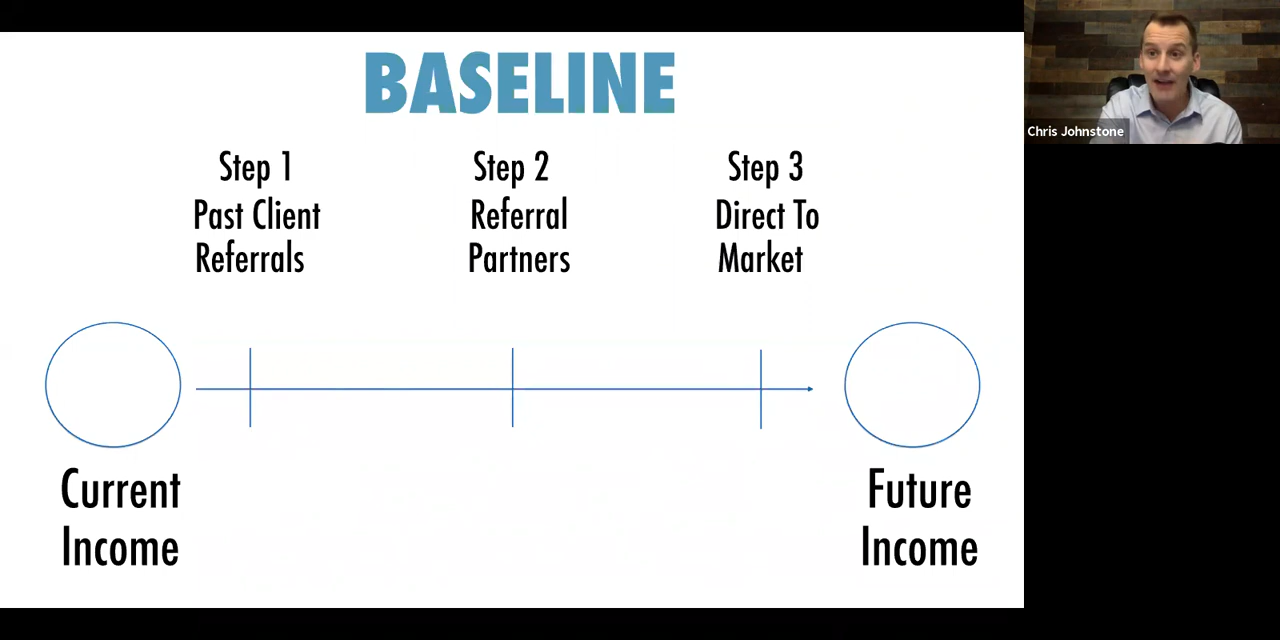 BASELINE
Step 1
Past Client
Referrals
Step 2
Referral
Partners
Step 3
Direct To
Market
Current
Income
Future
Income
Chris Johnstone